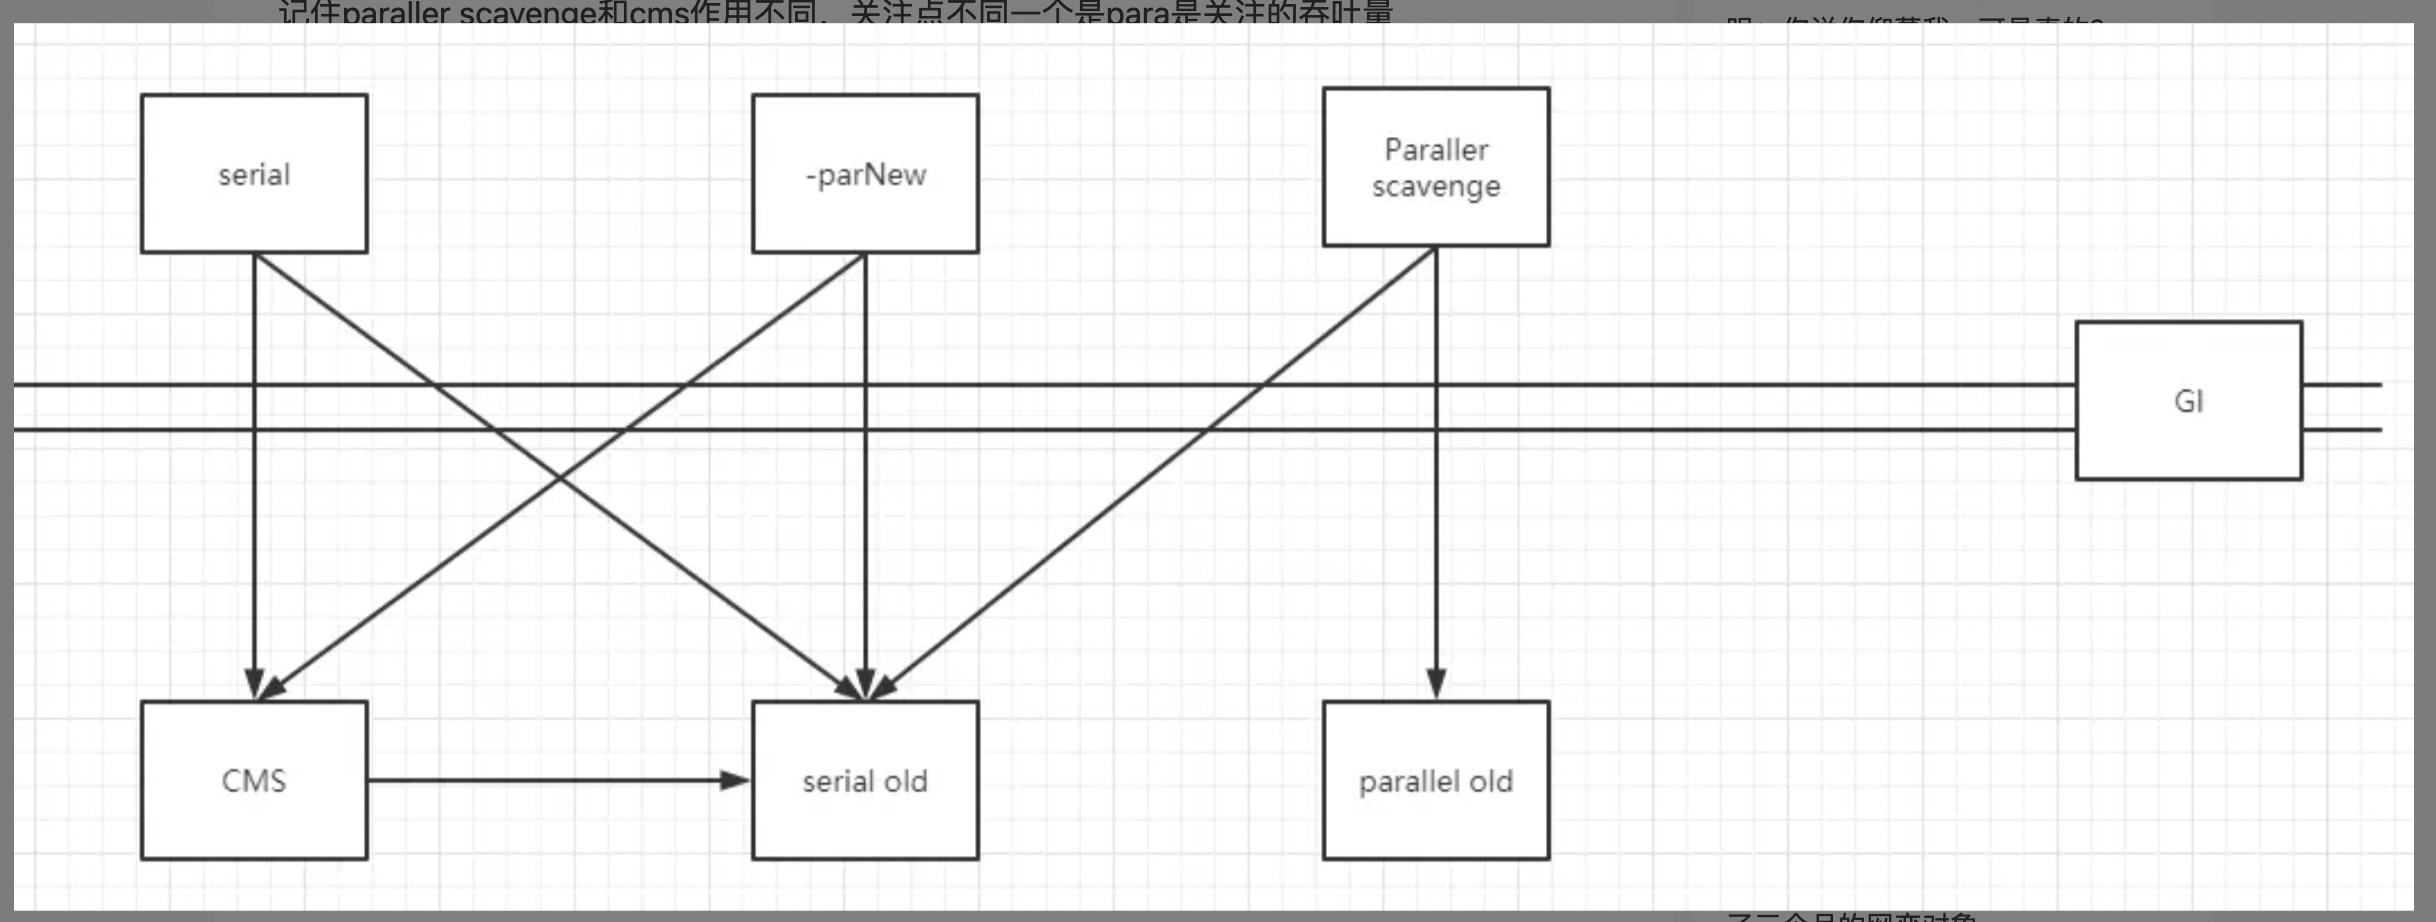 记住paraller scavenge和cms作用不同，关注点不同一个是para是关注的吞吐量
serial
-parNew
Paraller
scavenge
GI
CMS
serial old
parallel old